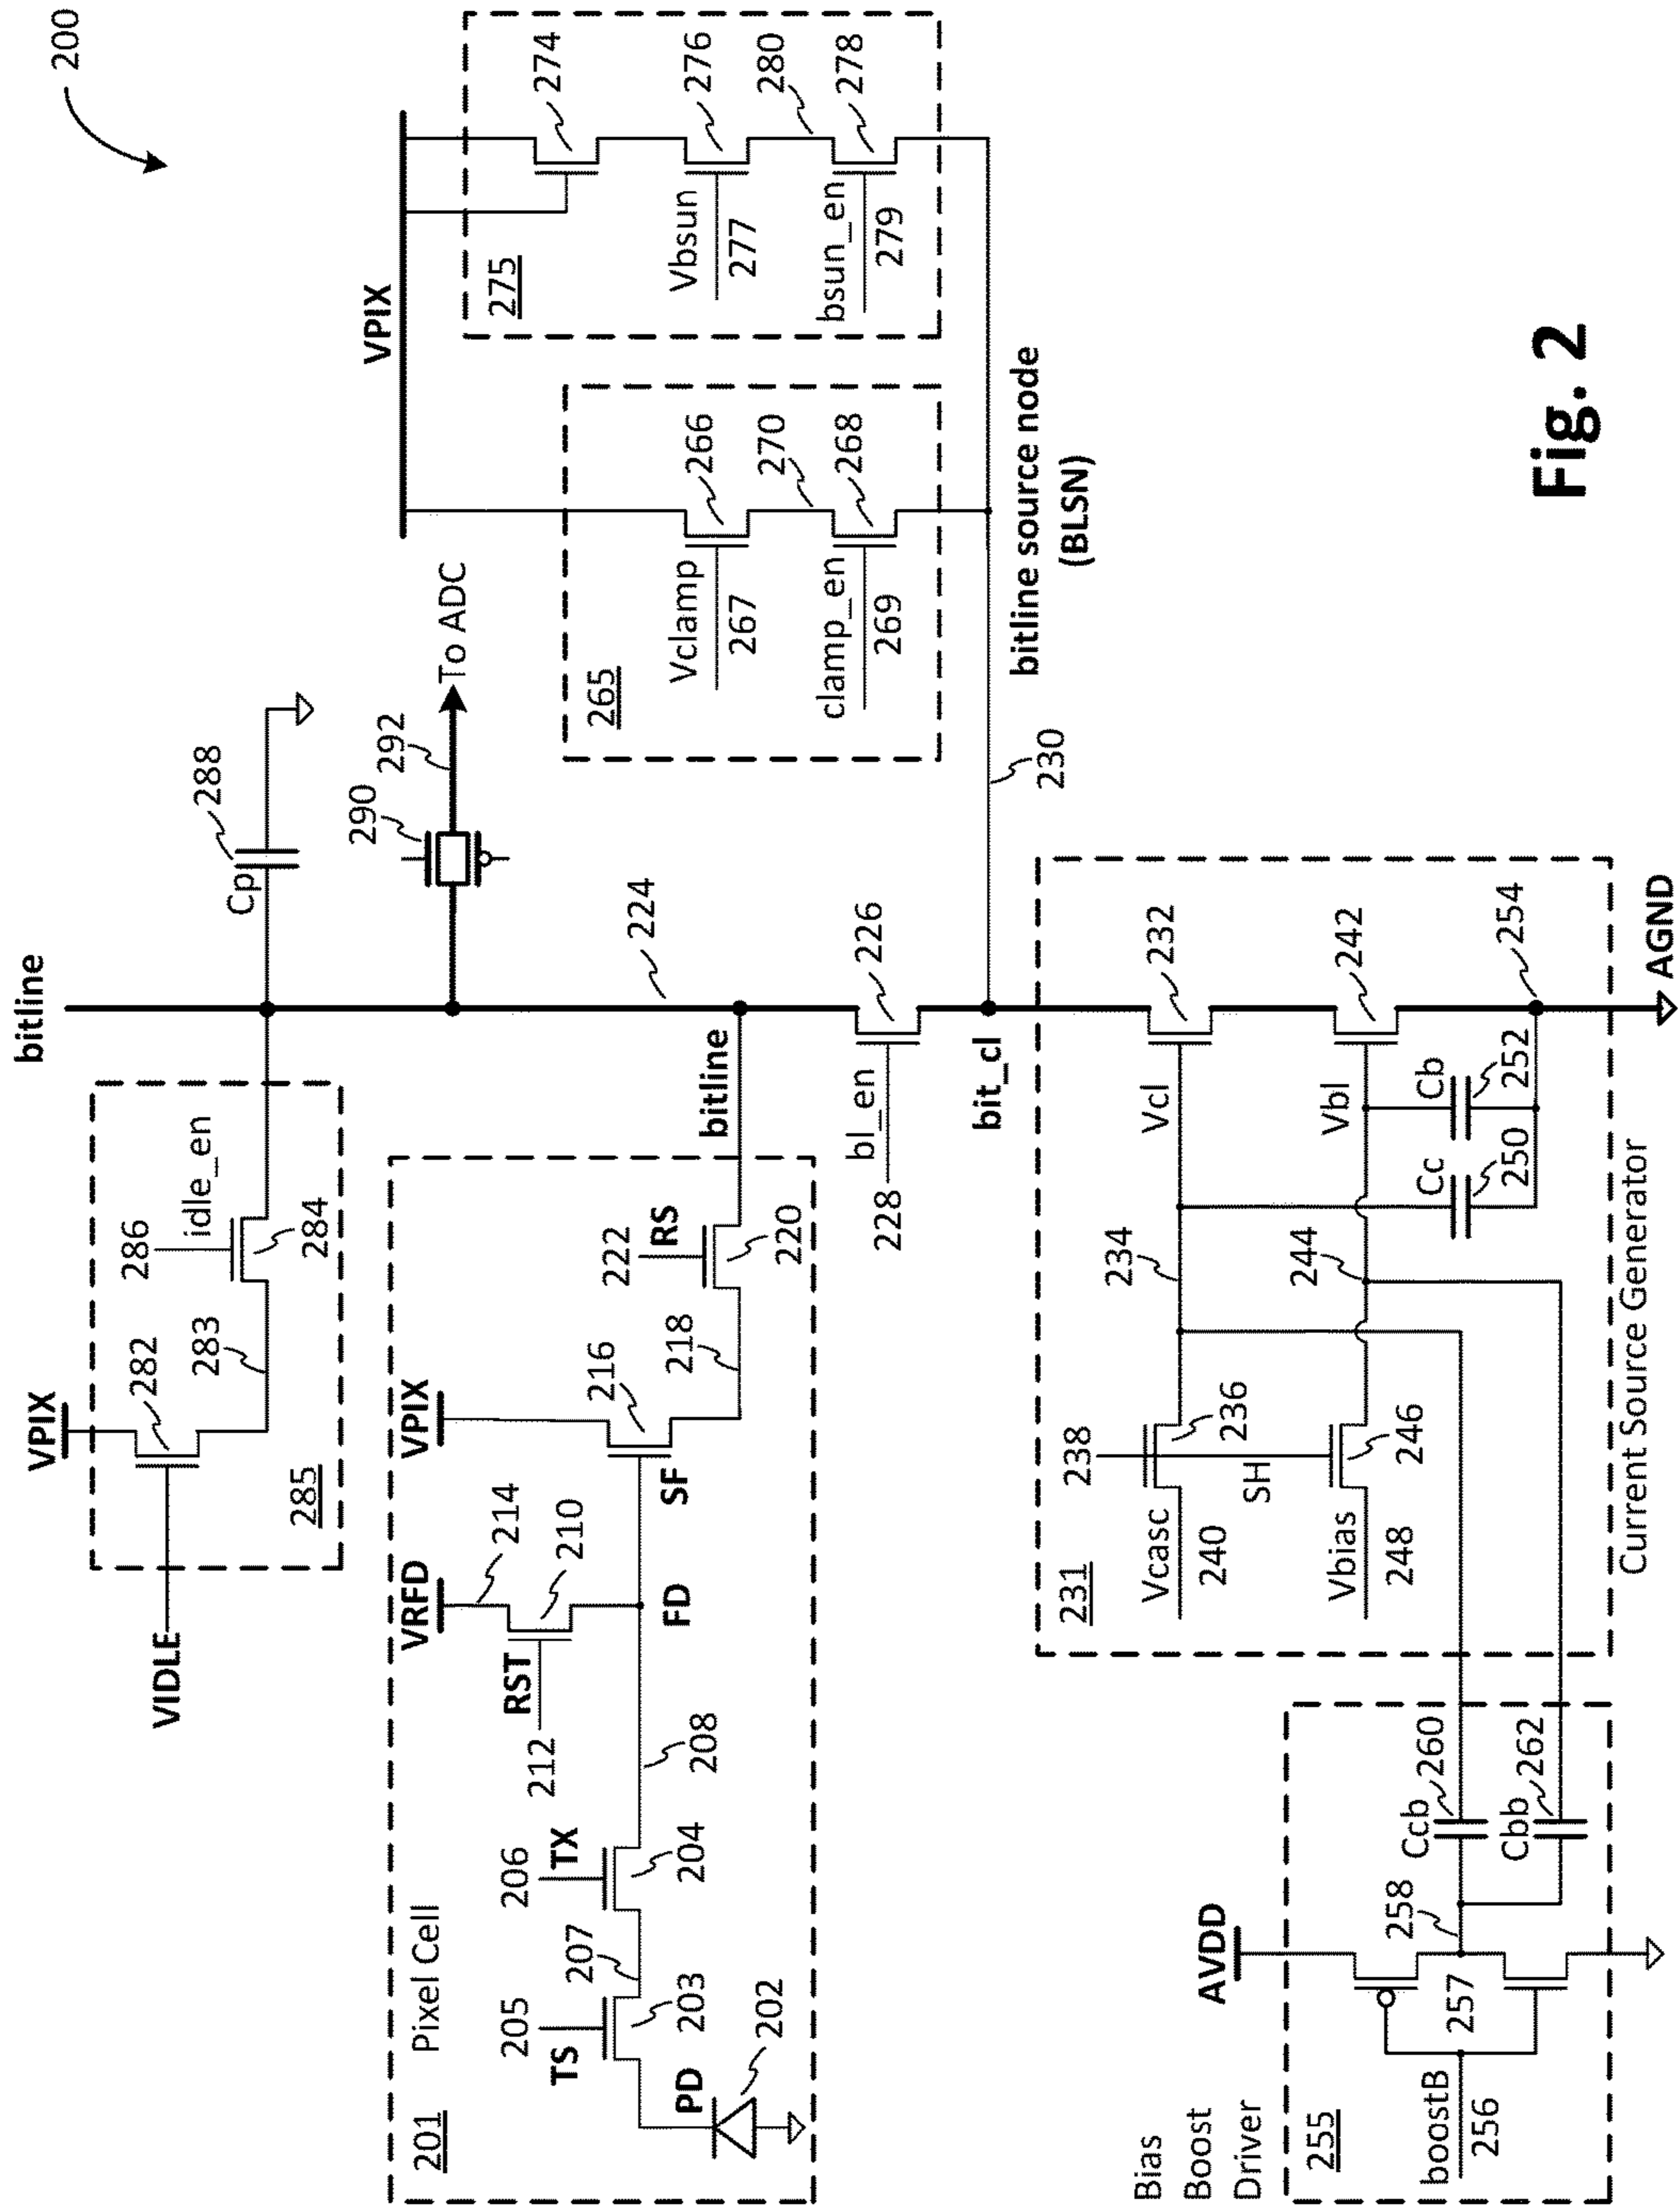 200
bitline
VPIX
VIDLE
282
283
286
idle_en
284
285
Cp
288
290
292
To ADC
VPIX
274
Vbsun
277
276
280
bsun_en
279
278
275
Vclamp
267
266
270
clamp_en
269
268
265
224
201
Pixel Cell
PD
202
TS
205
203
207
TX
206
204
208
RST
212
VRFD
214
210
FD
SF
VPIX
216
218
222
RS
220
bitline
bl_en
228
226
bit_cl
230
bitline source node
(BLSN)
231
238
Vcasc
240
236
SH
Vbias
248
246
234
244
Vcl
232
Vbl
242
Cc
250
Cb
252
254
AGND
Current Source Generator
Bias
Boost
Driver
255
boostB
256
AVDD
257
258
Ccb
260
Cbb
262
Fig. 2